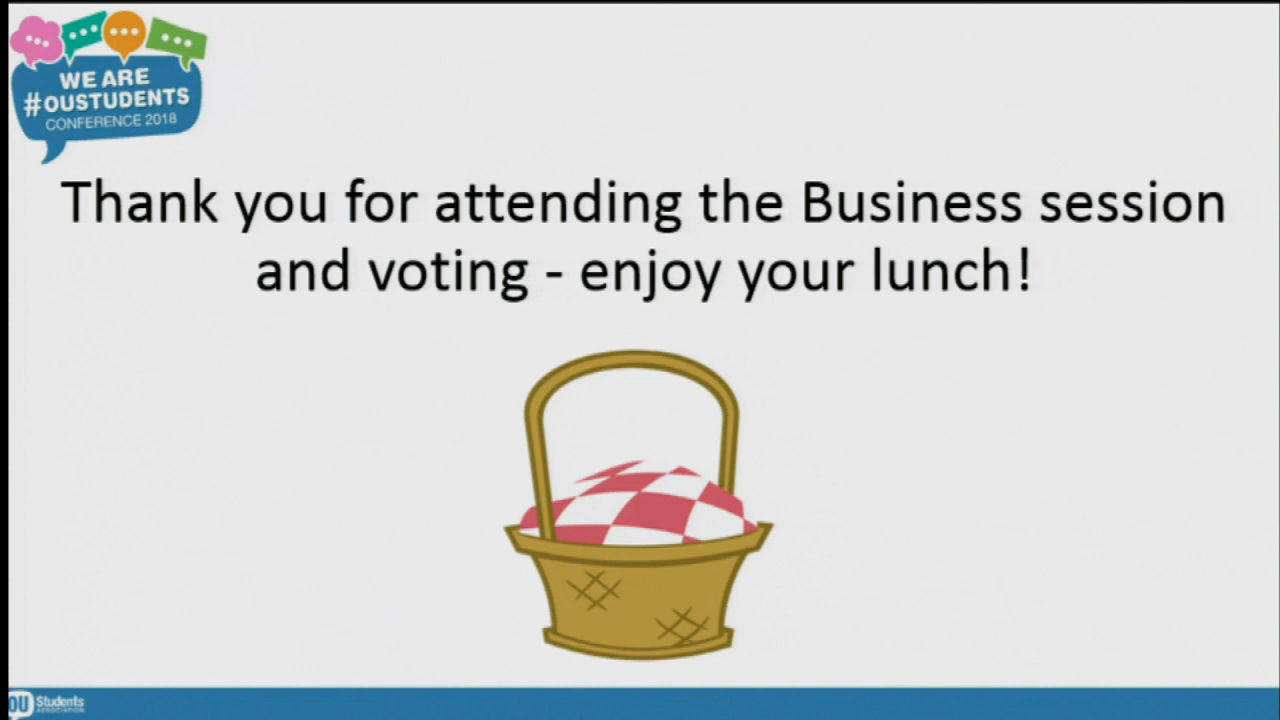 WE ARE
#OUSTUDENTS
CONFERENCE 2018
Thank you for attending the Business session
and voting - enjoy your lunch!
OU Students
ASSOCIATION